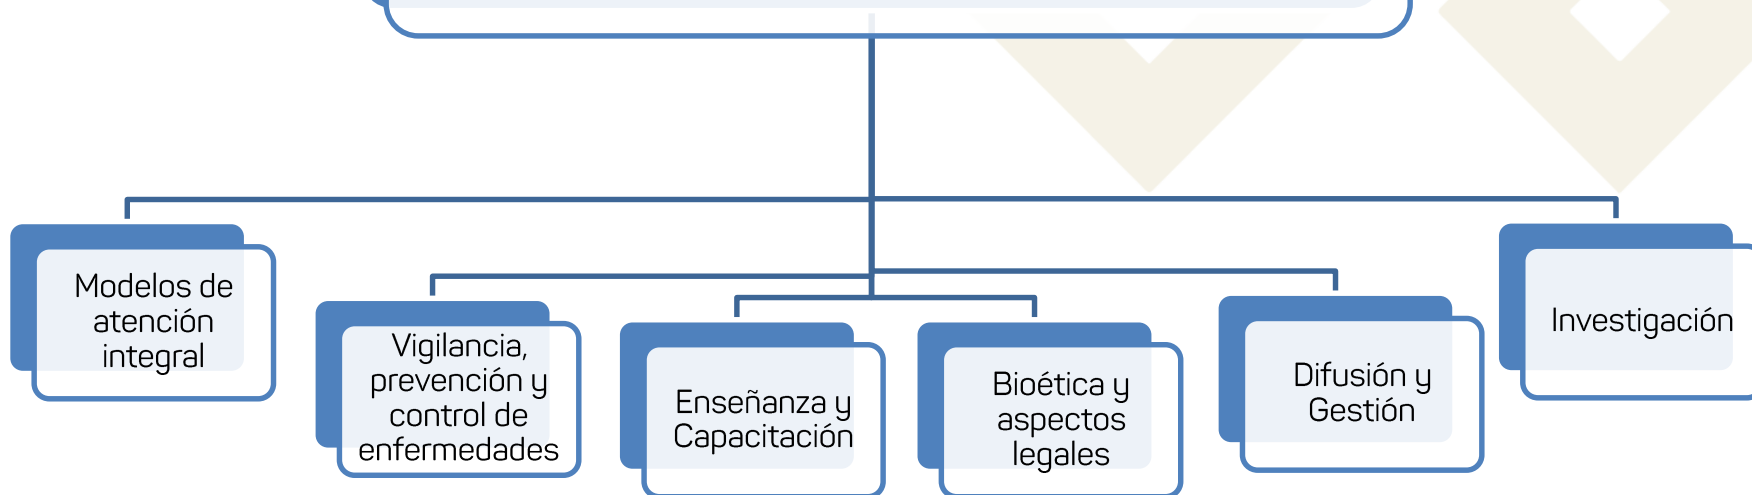 Modelos de
atención
integral
Vigilancia,
prevención y
control de
enfermedades
Enseñanza y
Capacitación
Bioética y
aspectos
legales
Difusión y
Gestión
Investigación